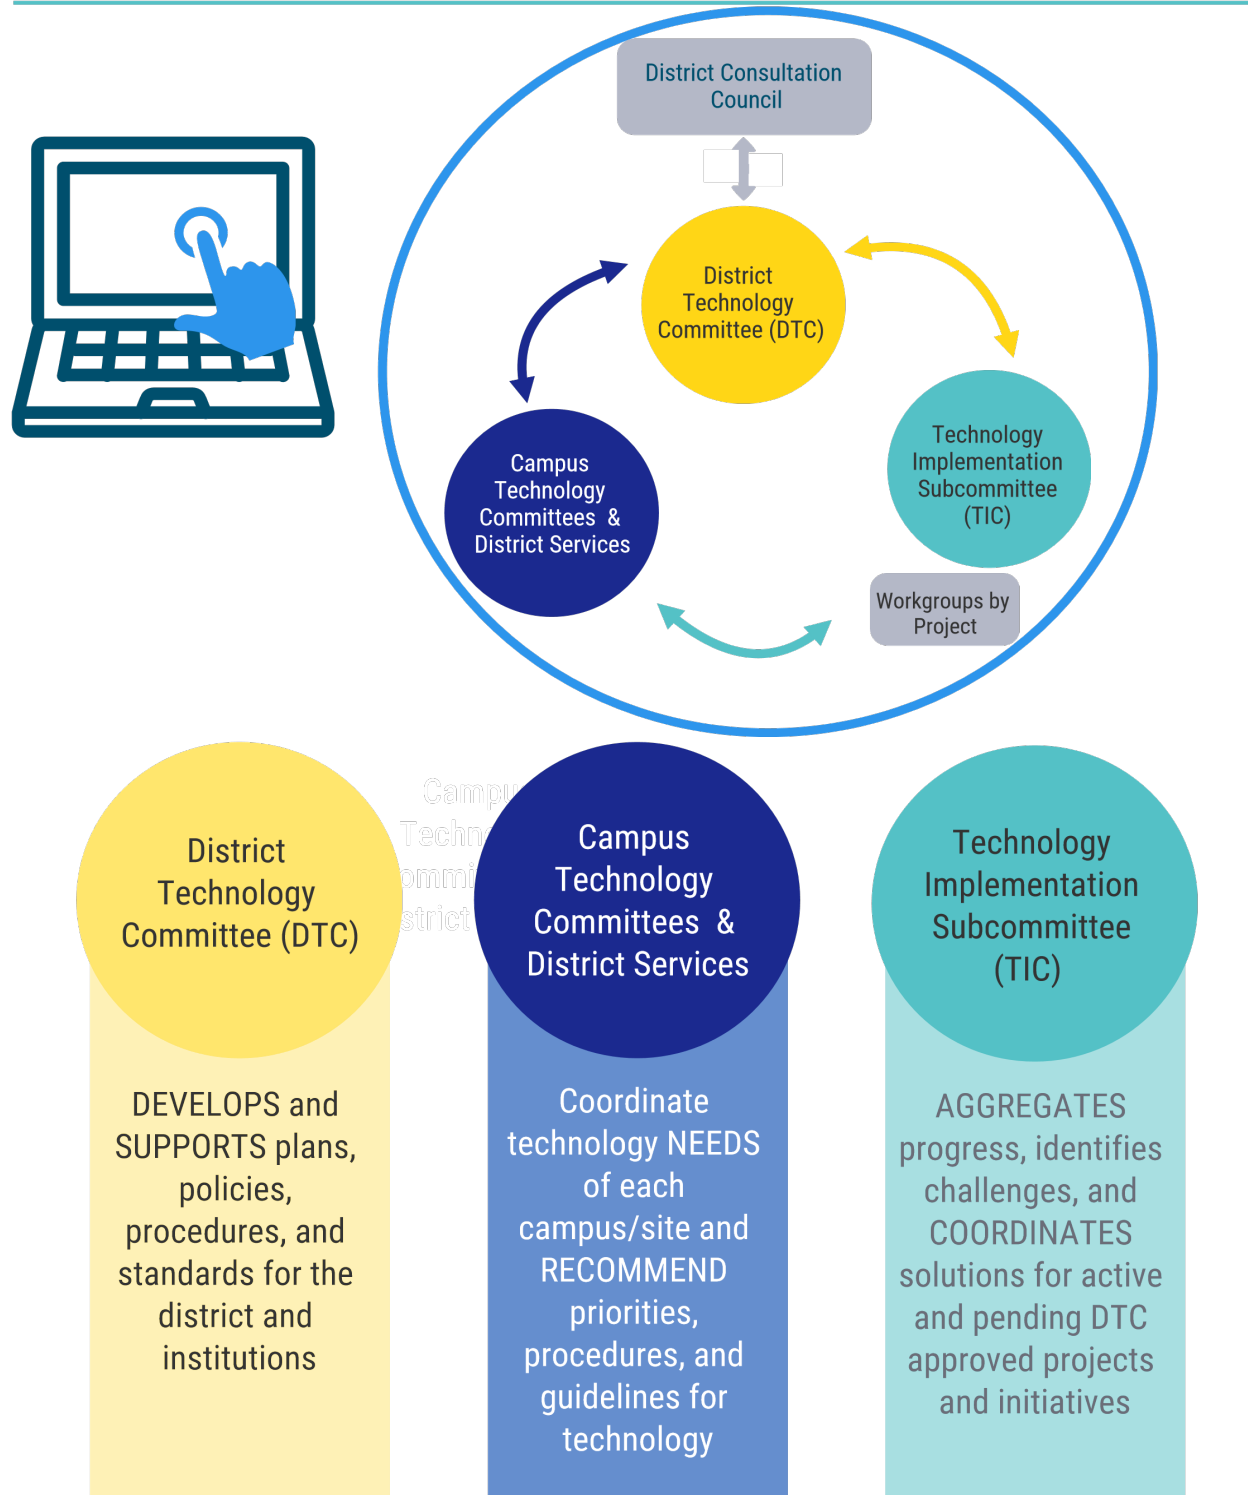 District Consultation
Council
District
Technology
Committee (DTC)
Campus
Technology
Committees &
District Services
Technology
Implementation
Subcommittee
(TIC)
Workgroups by
Project
District
Technology
Committee (DTC)
Campus
Technology
Committees &
District Services
Technology
Implementation
Subcommittee
(TIC)
DEVELOPS and
SUPPORTS plans,
policies,
procedures, and
standards for the
district and
institutions
Coordinate
technology NEEDS
of each
campus/site and
RECOMMEND
priorities,
procedures, and
guidelines for
technology
AGGREGATES
progress, identifies
challenges, and
COORDINATES
solutions for active
and pending DTC
approved projects
and initiatives